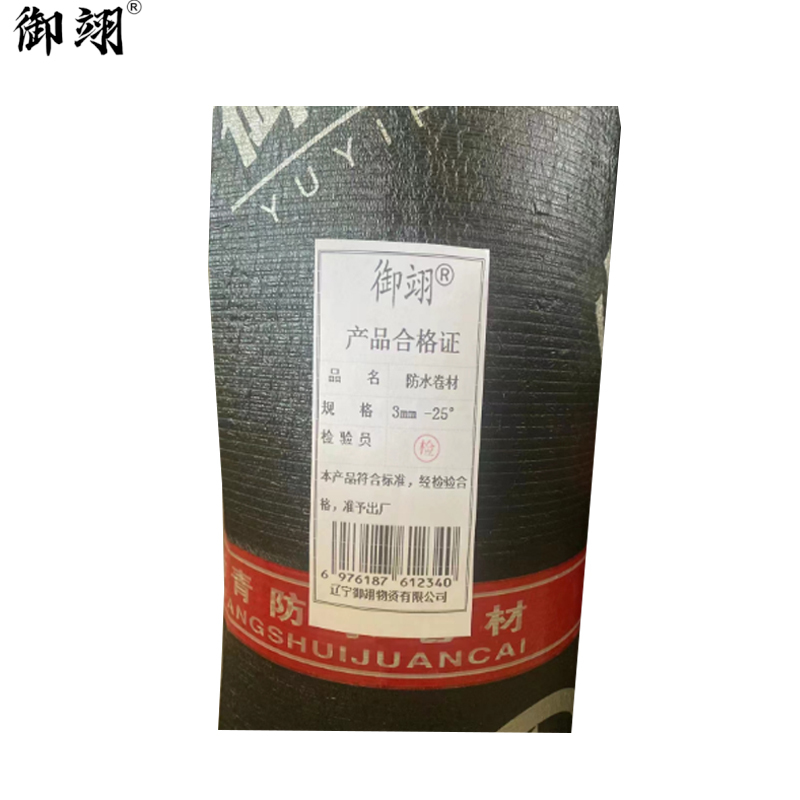 御翊®
YUYI
御翊®
产品合格证
品 名 防水卷材
规 格 3mm -25°
检验员 检
本产品符合标准，经检验合
格，准予出厂
6 976187 612340
辽宁御翊物资有限公司
青防 材
ANGSHUIJUANCAI